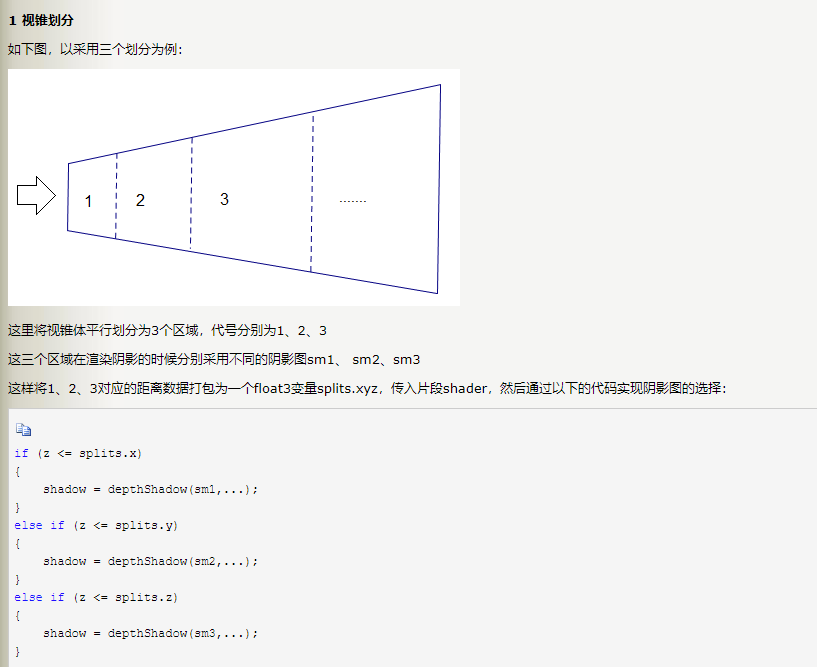 1 视锥划分
如下图，以采用三个划分为例：
1 2 3 .......
这里将视锥体平行划分为3个区域，代号分别为1、2、3
这三个区域在渲染阴影的时候分别采用不同的阴影图sm1、 sm2、sm3
这样将1、2、3对应的距离数据打包为一个float3变量splits.xyz，传入片段shader，然后通过以下的代码实现阴影图的选择：
if (z <= splits.x)
{
    shadow = depthShadow(sm1,...);
}
else if (z <= splits.y)
{
    shadow = depthShadow(sm2,...);
}
else if (z <= splits.z)
{
    shadow = depthShadow(sm3,...);
}